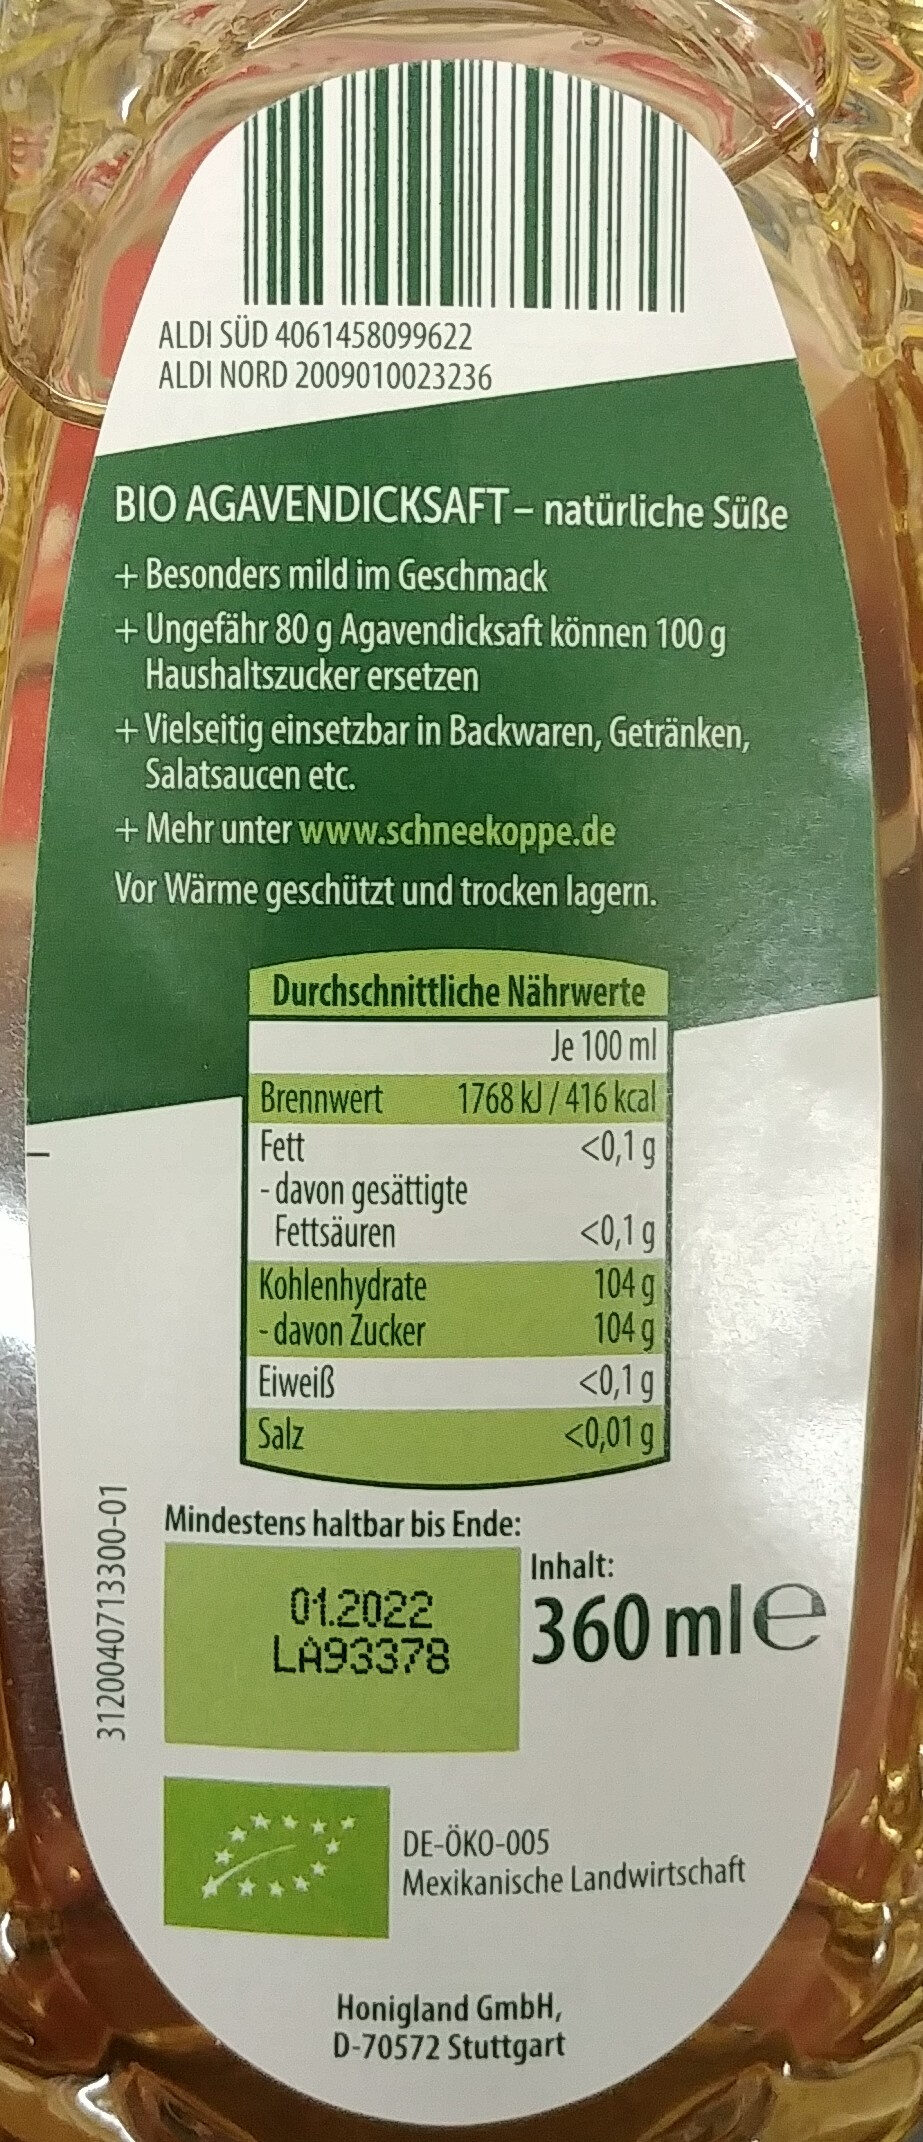 ALDI SÜD 4061458099622
ALDI NORD 2009010023236
BIO AGAVENDICKSAFT – natürliche Süße
+ Besonders mild im Geschmack
+ Ungefähr 80 g Agavendicksaft können 100 g
Haushaltszucker ersetzen
+ Vielseitig einsetzbar in Backwaren, Getränken,
Salatsaucen etc.
+ Mehr unter www.schneekoppe.de
Vor Wärme geschützt und trocken lagern.
Durchschnittliche Nährwerte
Je 100 ml
Brennwert 1768 kJ / 416 kcal
Fett <0,1 g
- davon gesättigte
Fettsäuren <0,1 g
Kohlenhydrate 104 g
- davon Zucker 104 g
Eiweiß <0,1 g
Salz <0,01 g
312004071330​0-01
Mindestens haltbar bis Ende:
01.2022
LA93378
Inhalt:
360 ml e
DE-ÖKO-005
Mexikanische Landwirtschaft
Honigland GmbH,
D-70572 Stuttgart